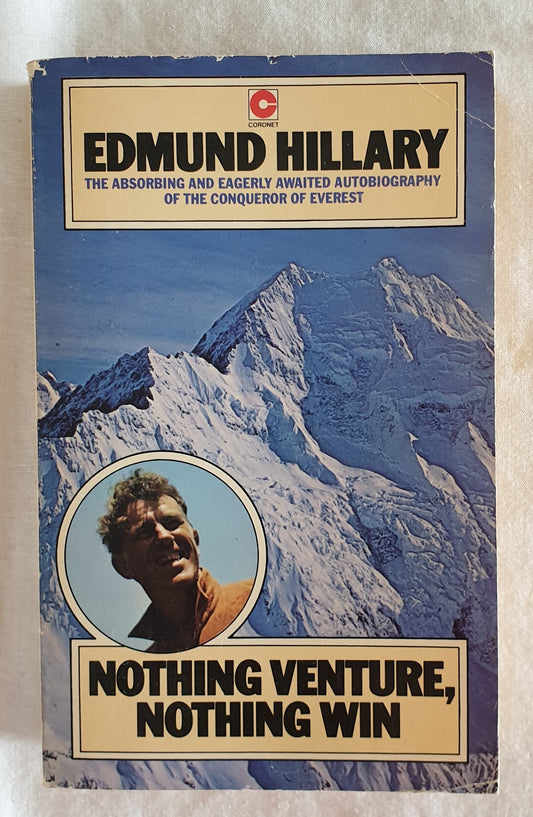 C
CORONET
EDMUND HILLARY
THE ABSORBING AND EAGERLY AWAITED AUTOBIOGRAPHY
OF THE CONQUEROR OF EVEREST
NOTHING VENTURE,
NOTHING WIN